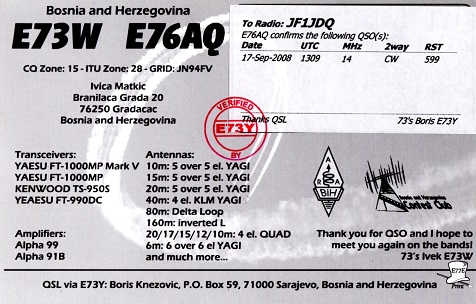 Bosnia and Herzegovina
E73W E76AQ
CQ Zone: 15 - ITU Zone: 28 - GRID: JN94FV
Ivica Matkic
Branilaca Grada 20
76250 Gradacac
Bosnia and Herzegovina
To Radio: JF1JDQ
E76AQ confirms the following QSO(s):
Date UTC MHz 2way RST
17-Sep-2008 1309 14 CW 599
Thanks QSL 73's Boris E73Y
VERIFIED
E73Y
BY
Transceivers:
YAESU FT-1000MP Mark V
YAESU FT-1000MP
KENWOOD TS-950S
YEAESU FT-990DC
Amplifiers:
Alpha 99
Alpha 91B
Antennas:
10m: 5 over 5 el. YAGI
15m: 5 over 5 el. YAGI
20m: 5 over 5 el. YAGI
40m: 4 el. KLM YAGI
80m: Delta Loop
160m: inverted L
20/17/15/12/10m: 4 el. QUAD
6m: 6 over 6 el YAGI
and much more...
A
R A
BIH
Bosnia and Herzegovina
Contest Club
Thank you for QSO and I hope to
meet you again on the bands!
73's Ivek E73W
QSL via E73Y: Boris Knezovic, P.O. Box 59, 71000 Sarajevo, Bosnia and Herzegovina
E77E
Print